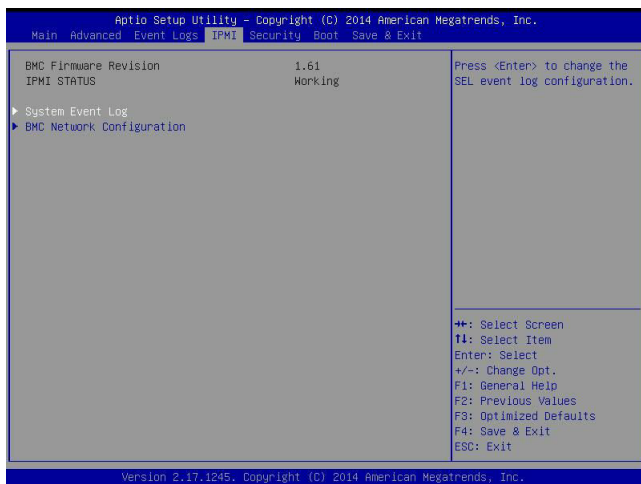 Aptio Setup Utility – Copyright (C) 2014 American Megatrends, Inc.
Main Advanced Event Logs IPMI Security Boot Save & Exit
BMC Firmware Revision 1.61
IPMI STATUS Working
▶ System Event Log
▶ BMC Network Configuration
Press <Enter> to change the
SEL event log configuration.
→←: Select Screen
↑↓: Select Item
Enter: Select
+/-: Change Opt.
F1: General Help
F2: Previous Values
F3: Optimized Defaults
F4: Save & Exit
ESC: Exit
Version 2.17.1245. Copyright (C) 2014 American Megatrends, Inc.